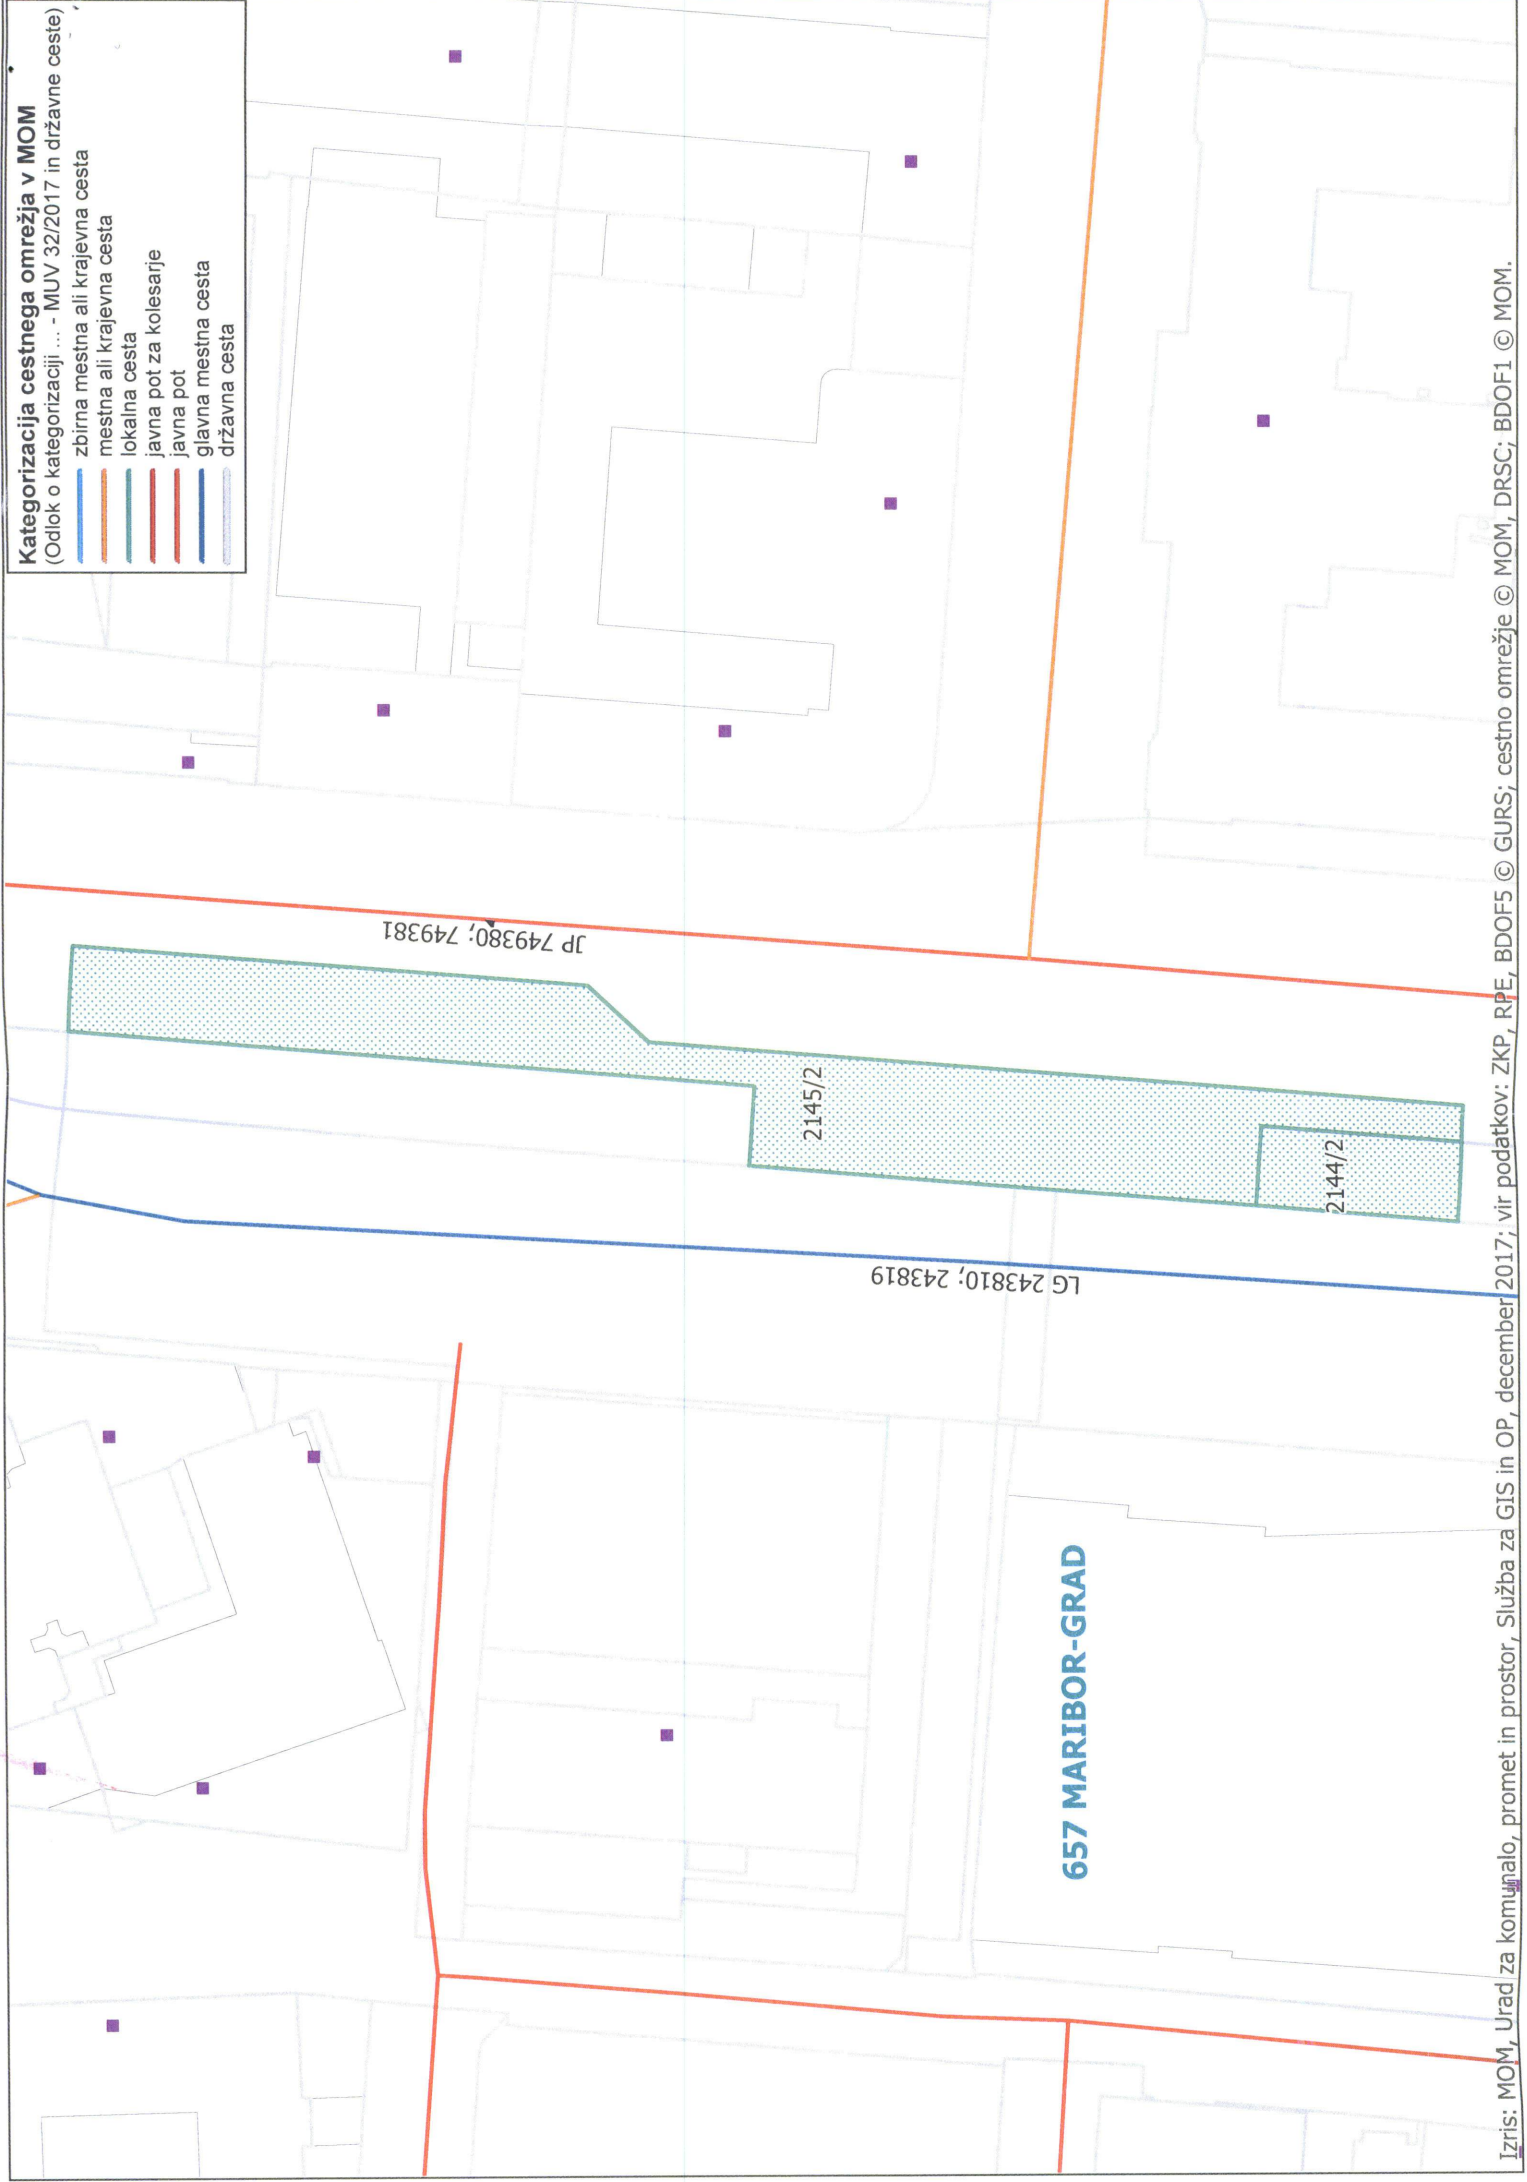 Kategorizacija cestnega omrežja v MOM
(Odlok o kategorizaciji ... - MUV 32/2017 in državne ceste)
zbirna mestna ali krajevna cesta
mestna ali krajevna cesta
lokalna cesta
javna pot za kolesarje
javna pot
glavna mestna cesta
državna cesta
JP 749380; 749381
2145/2
2144/2
LG 243810; 243819
657 MARIBOR-GRAD
Izris: MOM, Urad za komunalo, promet in prostor, Služba za GIS in OP, december 2017; vir podatkov: ZKP, RPE, BDOF5 © GURS; cestno omrežje © MOM, DRSC; BDOF1 © MOM.